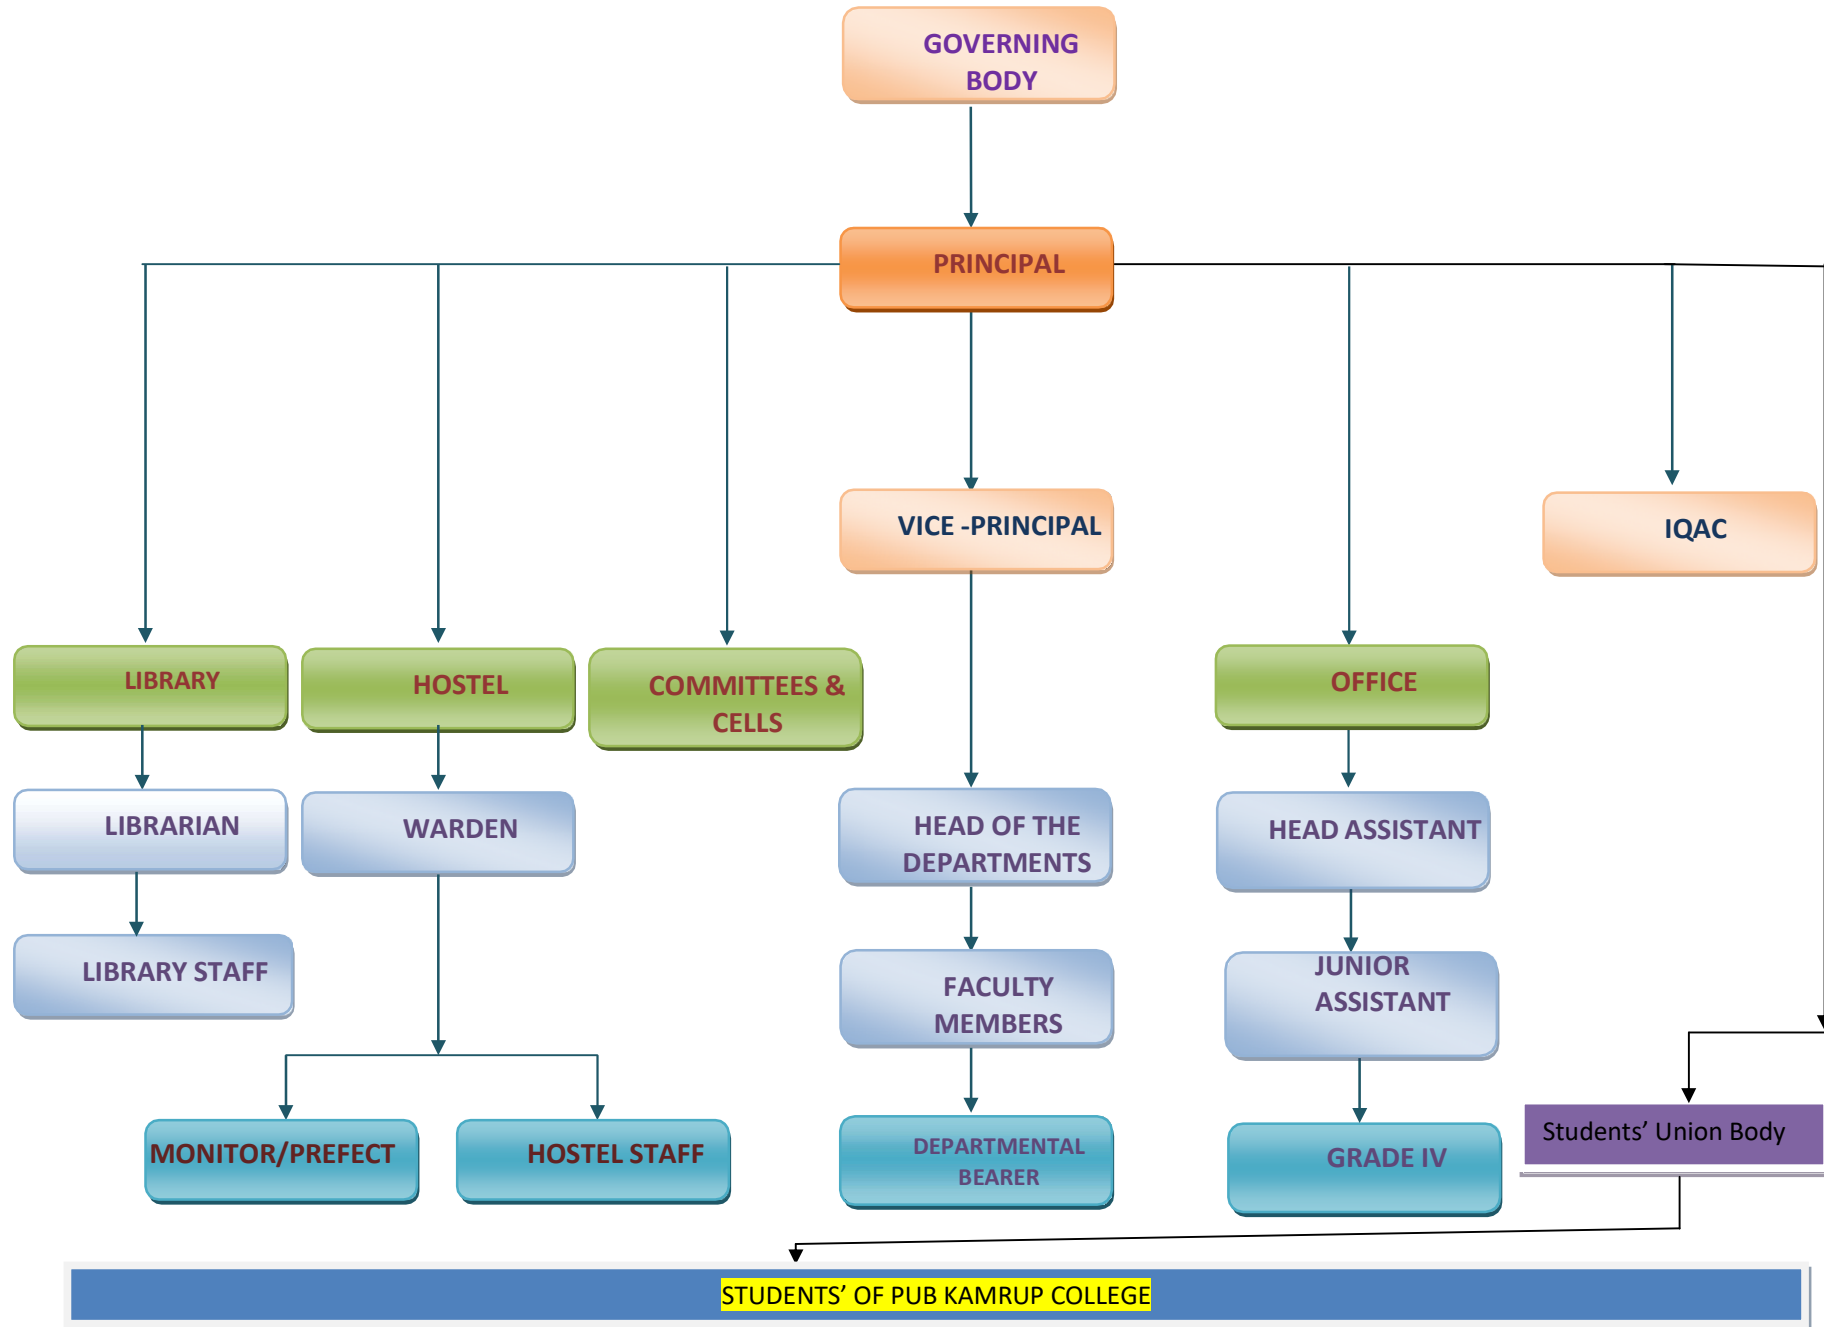 GOVERNING
BODY
PRINCIPAL
VICE -PRINCIPAL
IQAC
LIBRARY
HOSTEL
COMMITTEES &
CELLS
OFFICE
LIBRARIAN
WARDEN
HEAD OF THE
DEPARTMENTS
HEAD ASSISTANT
LIBRARY STAFF
FACULTY
MEMBERS
JUNIOR
ASSISTANT
MONITOR/PREFECT
HOSTEL STAFF
DEPARTMENTAL
BEARER
GRADE IV
Students’ Union Body
STUDENTS’ OF PUB KAMRUP COLLEGE